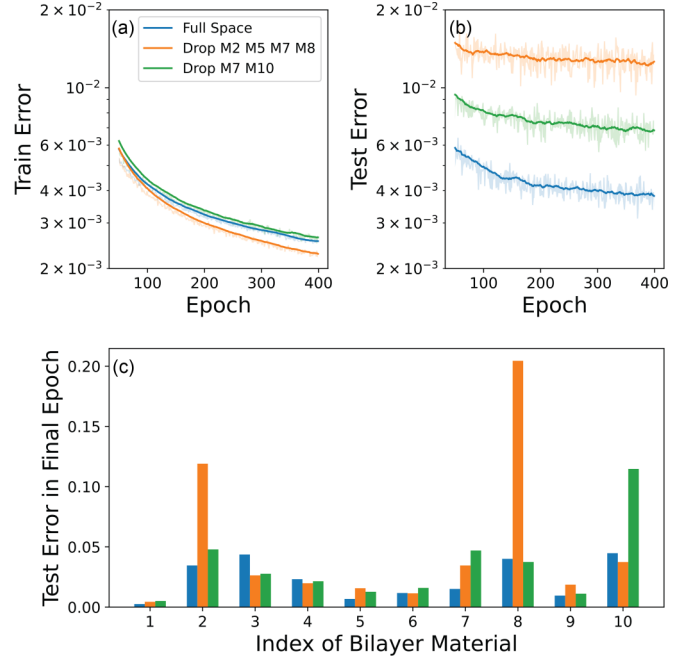 (a)
Full Space
Drop M2 M5 M7 M8
Drop M7 M10
Train Error
10⁻²
6 × 10⁻³
4 × 10⁻³
3 × 10⁻³
2 × 10⁻³
100 200 300 400
Epoch
(b)
Test Error
2 × 10⁻²
10⁻²
6 × 10⁻³
4 × 10⁻³
3 × 10⁻³
2 × 10⁻³
100 200 300 400
Epoch
(c)
Test Error in Final Epoch
0.20
0.15
0.10
0.05
0.00
1 2 3 4 5 6 7 8 9 10
Index of Bilayer Material